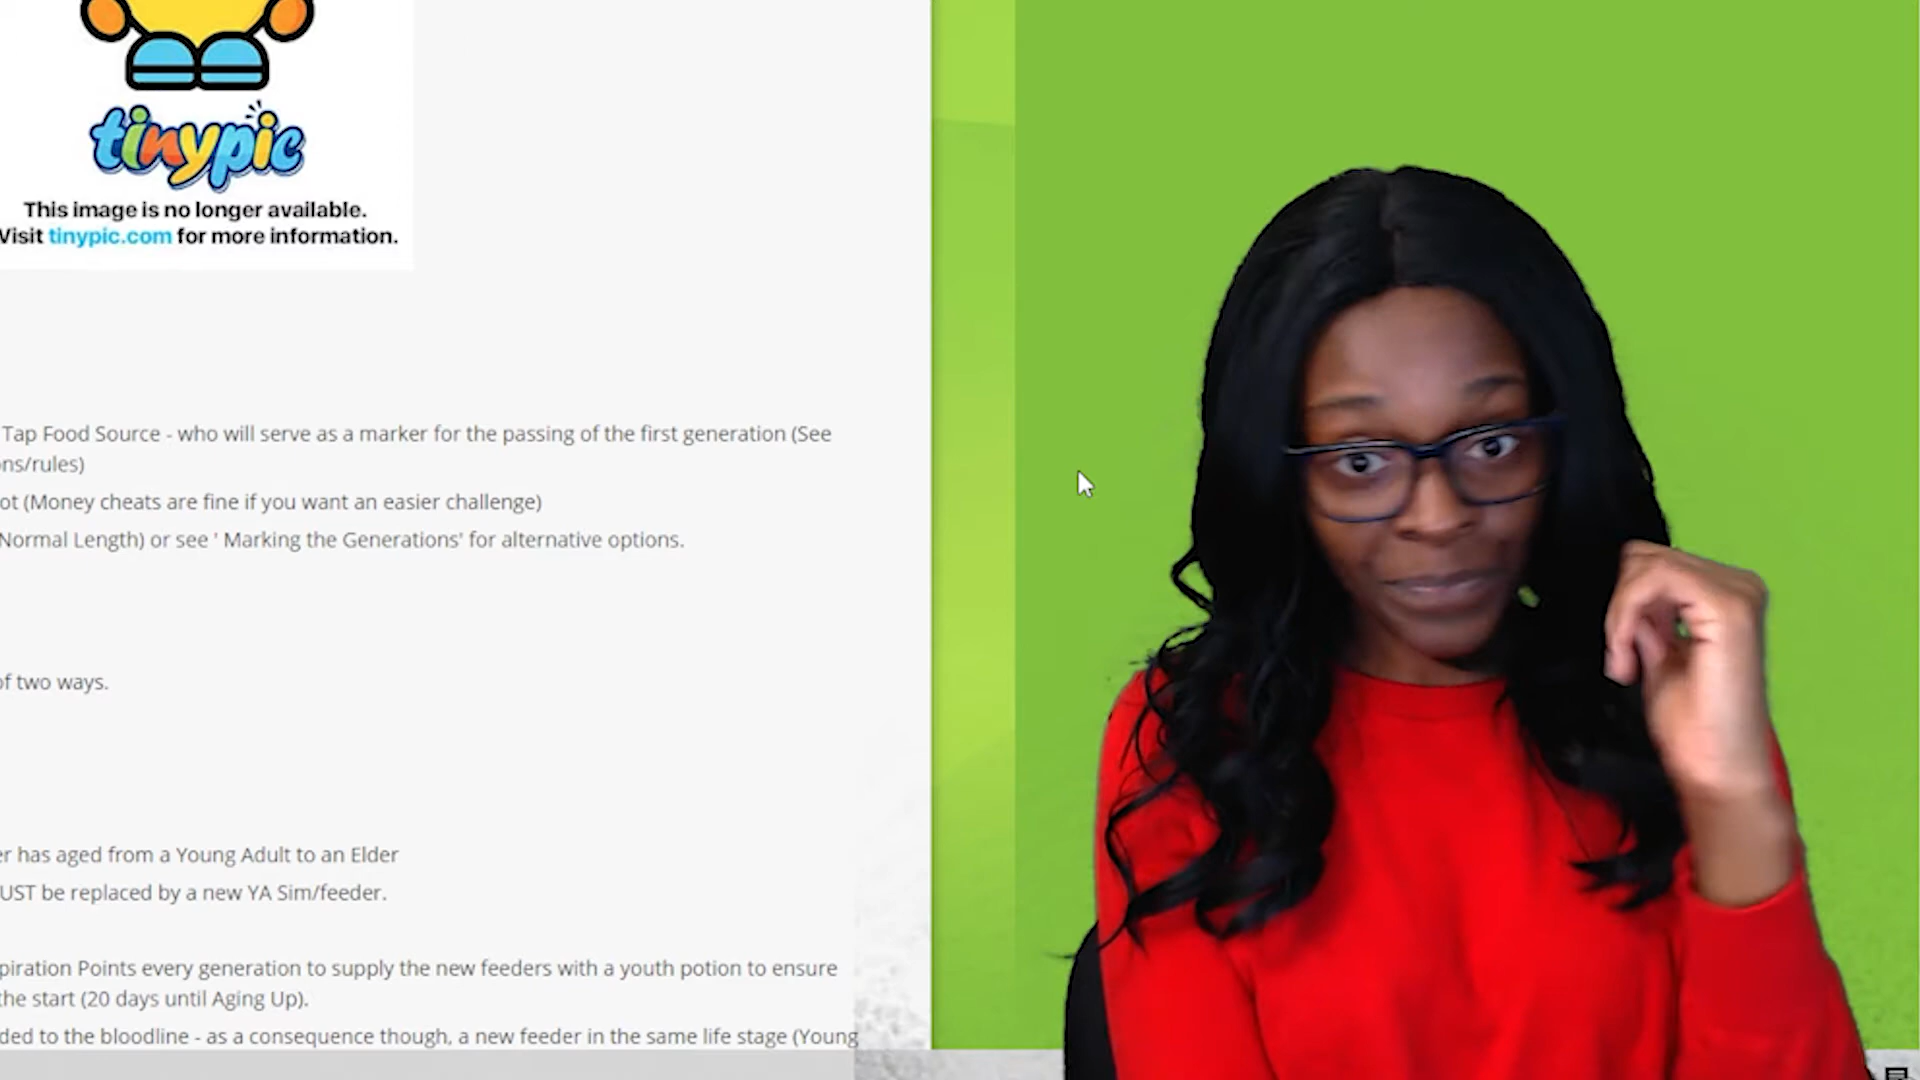 tinypic
This image is no longer available.
Visit tinypic.com for more information.
Tap Food Source - who will serve as a marker for the passing of the first generation (See
ns/rules)
ot (Money cheats are fine if you want an easier challenge)
Normal Length) or see ' Marking the Generations' for alternative options.
of two ways.
er has aged from a Young Adult to an Elder
UST be replaced by a new YA Sim/feeder.
piration Points every generation to supply the new feeders with a youth potion to ensure
the start (20 days until Aging Up).
ded to the bloodline - as a consequence though, a new feeder in the same life stage (Young